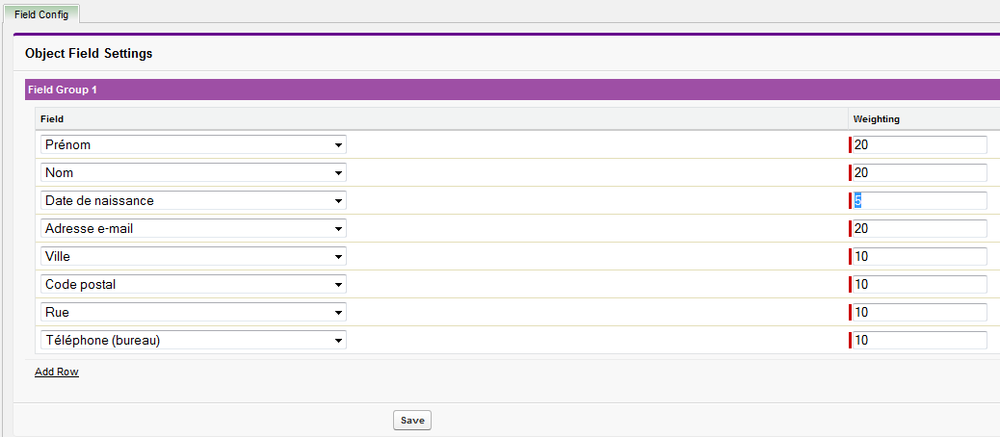 Field Config
Object Field Settings
Field Group 1
Field Weighting
Prénom 20
Nom 20
Date de naissance 5
Adresse e-mail 20
Ville 10
Code postal 10
Rue 10
Téléphone (bureau) 10
Add Row
Save